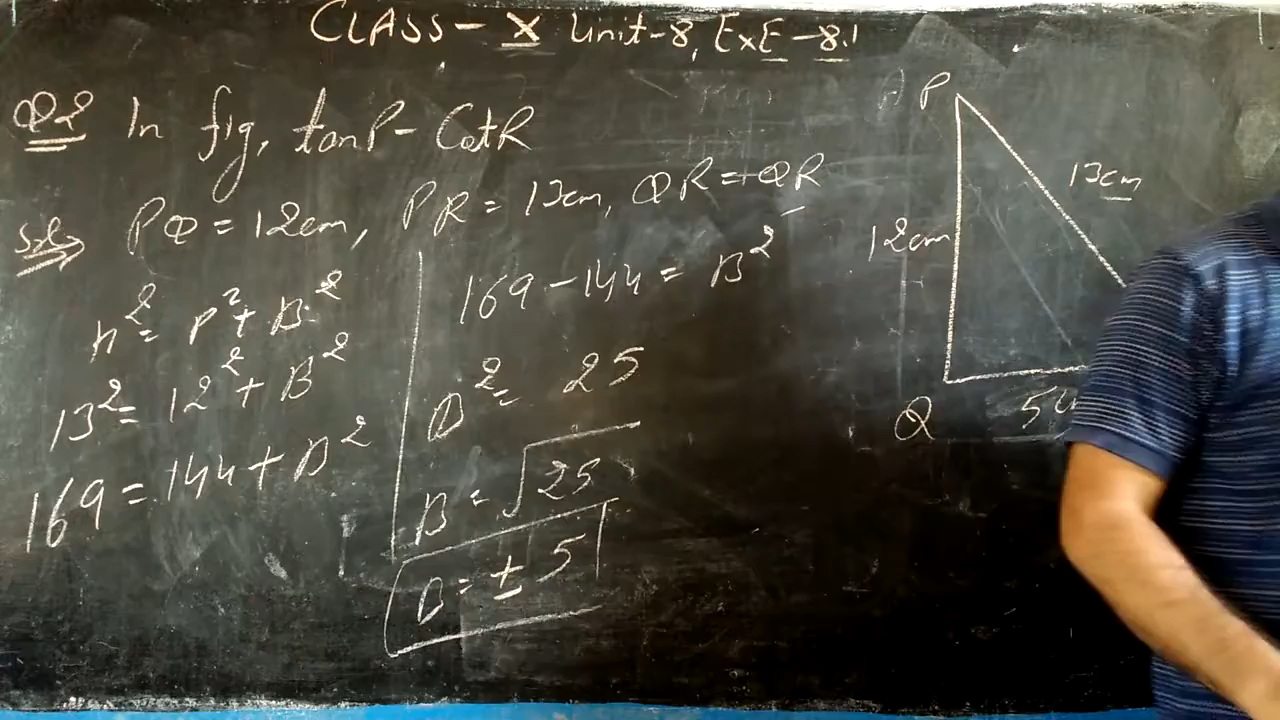 CLASS - X Unit-8, ExE-8.1
Q2 In fig, tanP - CotR
Sol PQ = 12cm, PR = 13cm, QR = QR
h² = P² + B²
13² = 12² + B²
169 = 144 + B²
169 - 144 = B²
B² = 25
B = √25
B = ± 5
P
13cm
12cm
Q